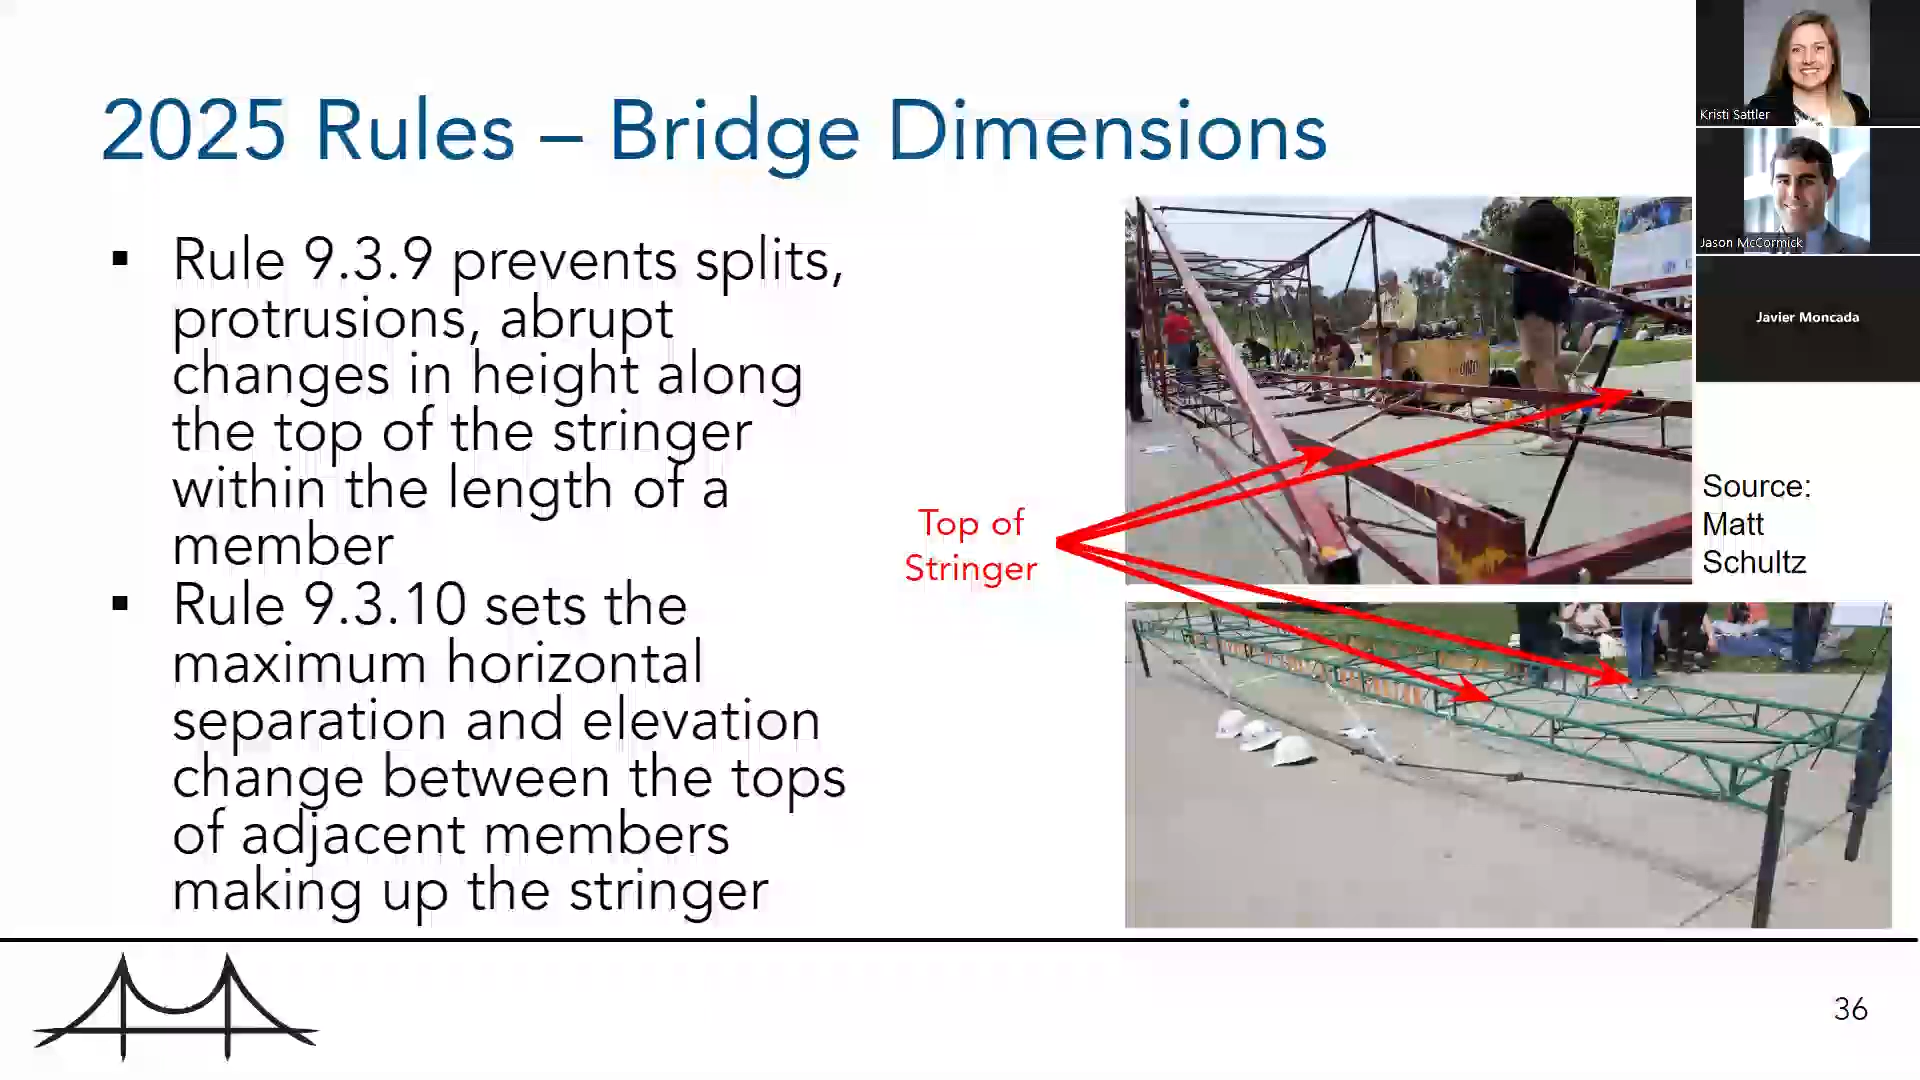 2025 Rules – Bridge Dimensions
▪ Rule 9.3.9 prevents splits,
protrusions, abrupt
changes in height along
the top of the stringer
within the length of a
member
▪ Rule 9.3.10 sets the
maximum horizontal
separation and elevation
change between the tops
of adjacent members
making up the stringer
Top of
Stringer
Source:
Matt
Schultz
Kristi Sattler
Jason McCormick
Javier Moncada
36